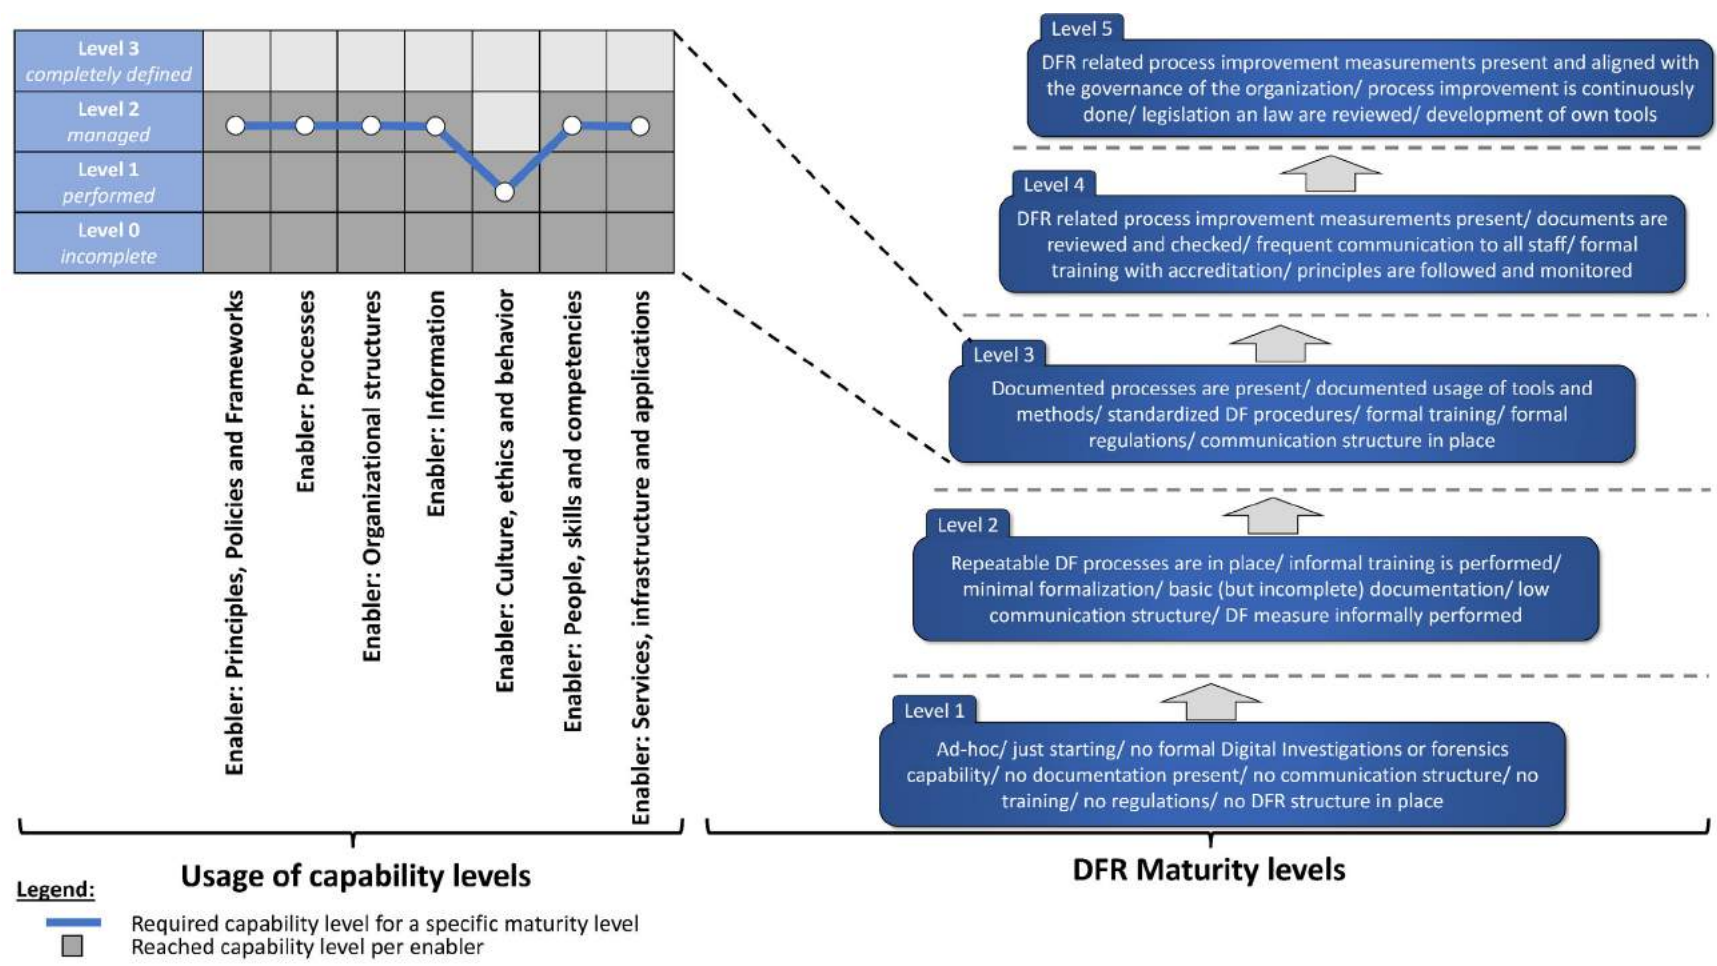 Level 3
completely defined
Level 2
managed
Level 1
performed
Level 0
incomplete
Enabler: Principles, Policies and Frameworks
Enabler: Processes
Enabler: Organizational structures
Enabler: Information
Enabler: Culture, ethics and behavior
Enabler: People, skills and competencies
Enabler: Services, infrastructure and applications
Usage of capability levels
Legend:
Required capability level for a specific maturity level
Reached capability level per enabler
Level 5
DFR related process improvement measurements present and aligned with
the governance of the organization/ process improvement is continuously
done/ legislation an law are reviewed/ development of own tools
Level 4
DFR related process improvement measurements present/ documents are
reviewed and checked/ frequent communication to all staff/ formal
training with accreditation/ principles are followed and monitored
Level 3
Documented processes are present/ documented usage of tools and
methods/ standardized DF procedures/ formal training/ formal
regulations/ communication structure in place
Level 2
Repeatable DF processes are in place/ informal training is performed/
minimal formalization/ basic (but incomplete) documentation/ low
communication structure/ DF measure informally performed
Level 1
Ad-hoc/ just starting/ no formal Digital Investigations or forensics
capability/ no documentation present/ no communication structure/ no
training/ no regulations/ no DFR structure in place
DFR Maturity levels